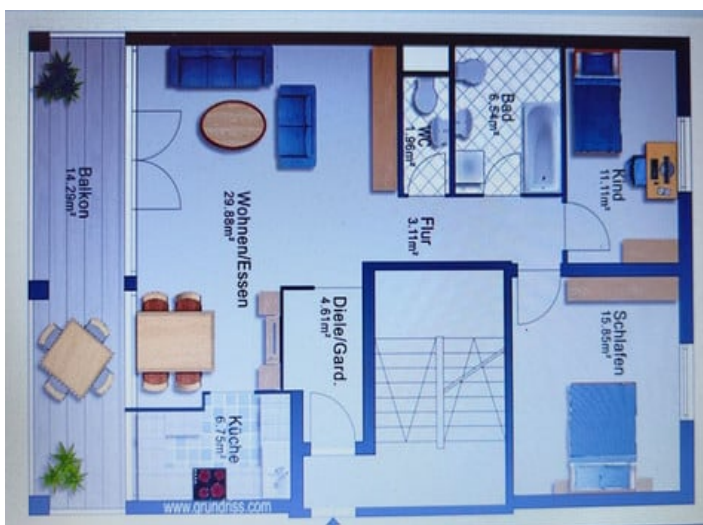 Balkon
14.29m²
Wohnen/Essen
29.88m²
WC
1.96m²
Bad
6.54m²
Kind
11.11m²
Flur
3.11m²
Diele/Gard.
4.61m²
Schlafen
15.85m²
Küche
6.75m²
www.grundriss.com